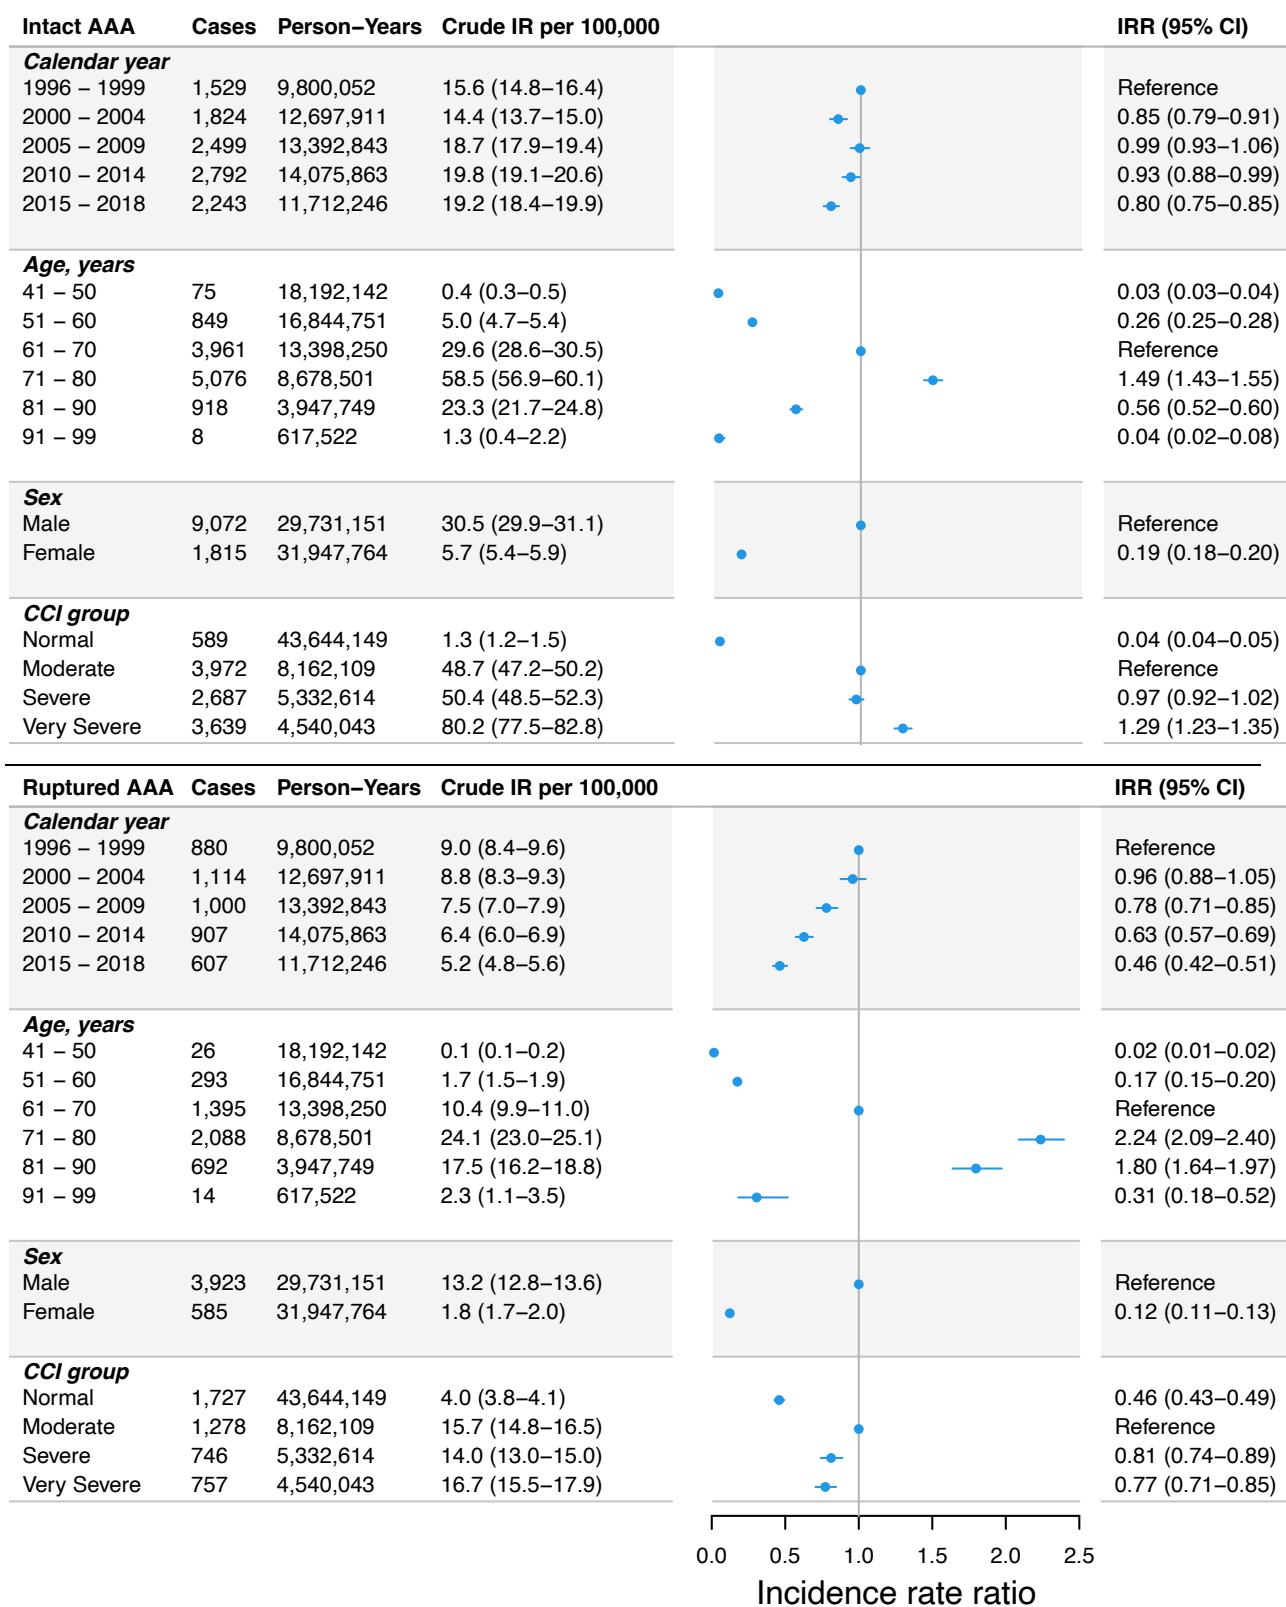 Intact AAA Cases Person−Years Crude IR per 100,000 IRR (95% CI)
Calendar year
1996 − 1999 1,529 9,800,052 15.6 (14.8−16.4) Reference
2000 − 2004 1,824 12,697,911 14.4 (13.7−15.0) 0.85 (0.79−0.91)
2005 − 2009 2,499 13,392,843 18.7 (17.9−19.4) 0.99 (0.93−1.06)
2010 − 2014 2,792 14,075,863 19.8 (19.1−20.6) 0.93 (0.88−0.99)
2015 − 2018 2,243 11,712,246 19.2 (18.4−19.9) 0.80 (0.75−0.85)
Age, years
41 − 50 75 18,192,142 0.4 (0.3−0.5) 0.03 (0.03−0.04)
51 − 60 849 16,844,751 5.0 (4.7−5.4) 0.26 (0.25−0.28)
61 − 70 3,961 13,398,250 29.6 (28.6−30.5) Reference
71 − 80 5,076 8,678,501 58.5 (56.9−60.1) 1.49 (1.43−1.55)
81 − 90 918 3,947,749 23.3 (21.7−24.8) 0.56 (0.52−0.60)
91 − 99 8 617,522 1.3 (0.4−2.2) 0.04 (0.02−0.08)
Sex
Male 9,072 29,731,151 30.5 (29.9−31.1) Reference
Female 1,815 31,947,764 5.7 (5.4−5.9) 0.19 (0.18−0.20)
CCI group
Normal 589 43,644,149 1.3 (1.2−1.5) 0.04 (0.04−0.05)
Moderate 3,972 8,162,109 48.7 (47.2−50.2) Reference
Severe 2,687 5,332,614 50.4 (48.5−52.3) 0.97 (0.92−1.02)
Very Severe 3,639 4,540,043 80.2 (77.5−82.8) 1.29 (1.23−1.35)
Ruptured AAA Cases Person−Years Crude IR per 100,000 IRR (95% CI)
Calendar year
1996 − 1999 880 9,800,052 9.0 (8.4−9.6) Reference
2000 − 2004 1,114 12,697,911 8.8 (8.3−9.3) 0.96 (0.88−1.05)
2005 − 2009 1,000 13,392,843 7.5 (7.0−7.9) 0.78 (0.71−0.85)
2010 − 2014 907 14,075,863 6.4 (6.0−6.9) 0.63 (0.57−0.69)
2015 − 2018 607 11,712,246 5.2 (4.8−5.6) 0.46 (0.42−0.51)
Age, years
41 − 50 26 18,192,142 0.1 (0.1−0.2) 0.02 (0.01−0.02)
51 − 60 293 16,844,751 1.7 (1.5−1.9) 0.17 (0.15−0.20)
61 − 70 1,395 13,398,250 10.4 (9.9−11.0) Reference
71 − 80 2,088 8,678,501 24.1 (23.0−25.1) 2.24 (2.09−2.40)
81 − 90 692 3,947,749 17.5 (16.2−18.8) 1.80 (1.64−1.97)
91 − 99 14 617,522 2.3 (1.1−3.5) 0.31 (0.18−0.52)
Sex
Male 3,923 29,731,151 13.2 (12.8−13.6) Reference
Female 585 31,947,764 1.8 (1.7−2.0) 0.12 (0.11−0.13)
CCI group
Normal 1,727 43,644,149 4.0 (3.8−4.1) 0.46 (0.43−0.49)
Moderate 1,278 8,162,109 15.7 (14.8−16.5) Reference
Severe 746 5,332,614 14.0 (13.0−15.0) 0.81 (0.74−0.89)
Very Severe 757 4,540,043 16.7 (15.5−17.9) 0.77 (0.71−0.85)
0.0 0.5 1.0 1.5 2.0 2.5
Incidence rate ratio